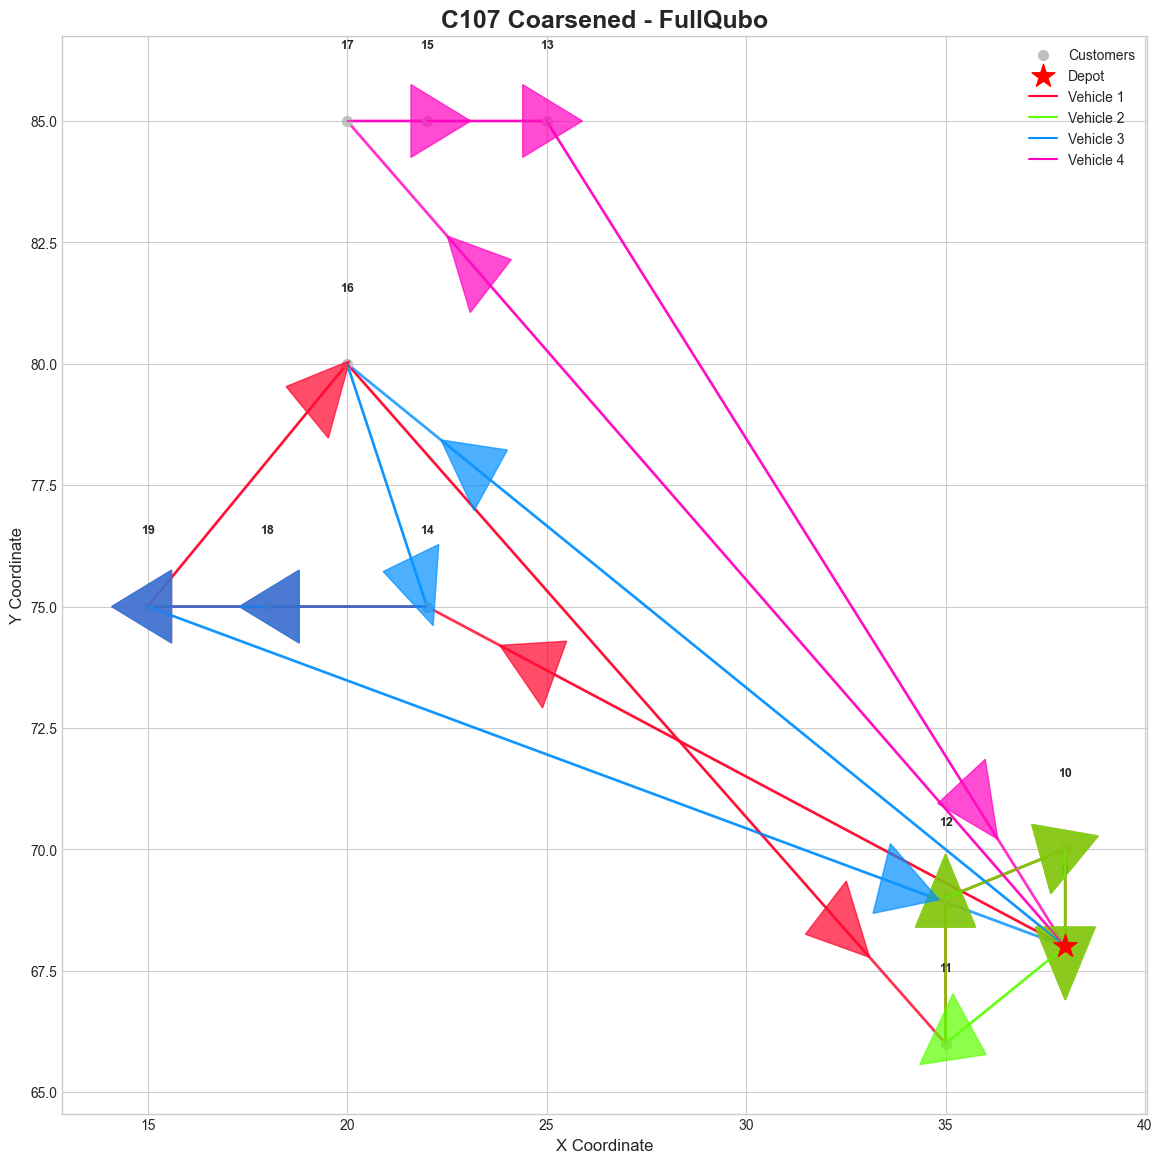 C107 Coarsened - FullQubo
17 15 13
Customers
Depot
Vehicle 1
Vehicle 2
Vehicle 3
Vehicle 4
16
19 18 14
10
12
11
85.0
82.5
80.0
77.5
75.0
72.5
70.0
67.5
65.0
Y Coordinate
15 20 25 30 35 40
X Coordinate